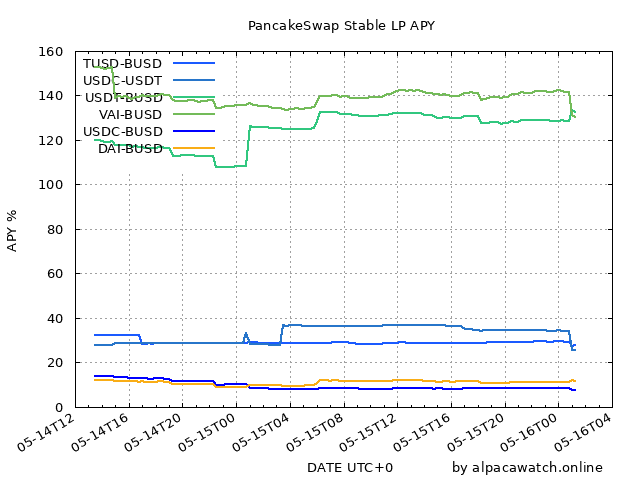 PancakeSwap Stable LP APY
160
140
120
100
80
60
40
20
0
APY %
TUSD-BUSD
USDC-USDT
USDT-BUSD
VAI-BUSD
USDC-BUSD
DAI-BUSD
05-14T12
05-14T16
05-14T20
05-15T00
05-15T04
05-15T08
05-15T12
05-15T16
05-15T20
05-16T00
05-16T04
DATE UTC+0
by alpacawatch.online